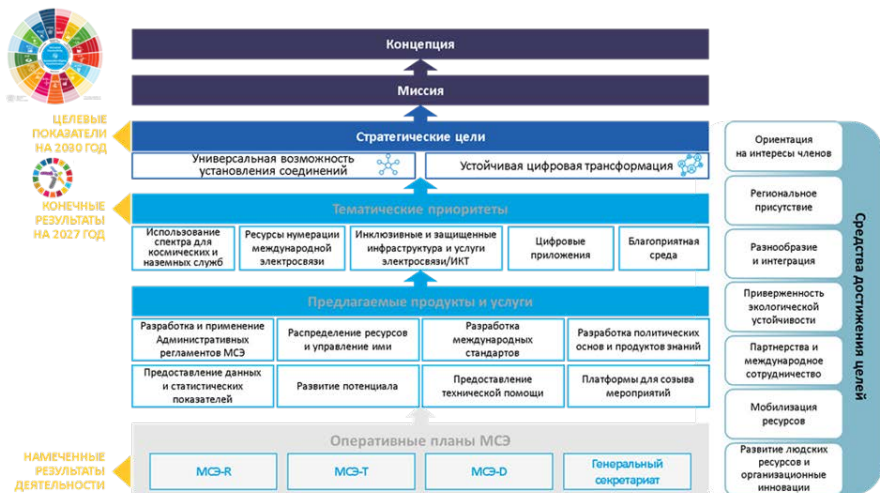 Концепция
Миссия
ЦЕЛЕВЫЕ
ПОКАЗАТЕЛИ
НА 2030 ГОД
Стратегические цели
Универсальная возможность
установления соединений
Устойчивая цифровая трансформация
КОНЕЧНЫЕ
РЕЗУЛЬТАТЫ
НА 2027 ГОД
Тематические приоритеты
Использование
спектра для
космических и
наземных служб
Ресурсы нумерации
международной
электросвязи
Инклюзивные и защищенные
инфраструктура и услуги
электросвязи/ИКТ
Цифровые
приложения
Благоприятная
среда
Предлагаемые продукты и услуги
Разработка и применение
Административных
регламентов МСЭ
Распределение ресурсов
и управление ими
Разработка
международных
стандартов
Разработка политических
основ и продуктов знаний
Предоставление данных
и статистических
показателей
Развитие потенциала
Предоставление
технической помощи
Платформы для созыва
мероприятий
НАМЕЧЕННЫЕ
РЕЗУЛЬТАТЫ
ДЕЯТЕЛЬНОСТИ
Оперативные планы МСЭ
МСЭ-R
МСЭ-T
МСЭ-D
Генеральный
секретариат
Ориентация
на интересы членов
Региональное
присутствие
Разнообразие
и интеграция
Приверженность
экологической
устойчивости
Партнерства и
международное
сотрудничество
Мобилизация
ресурсов
Развитие людских
ресурсов и
организационные
инновации
Средства достижения целей